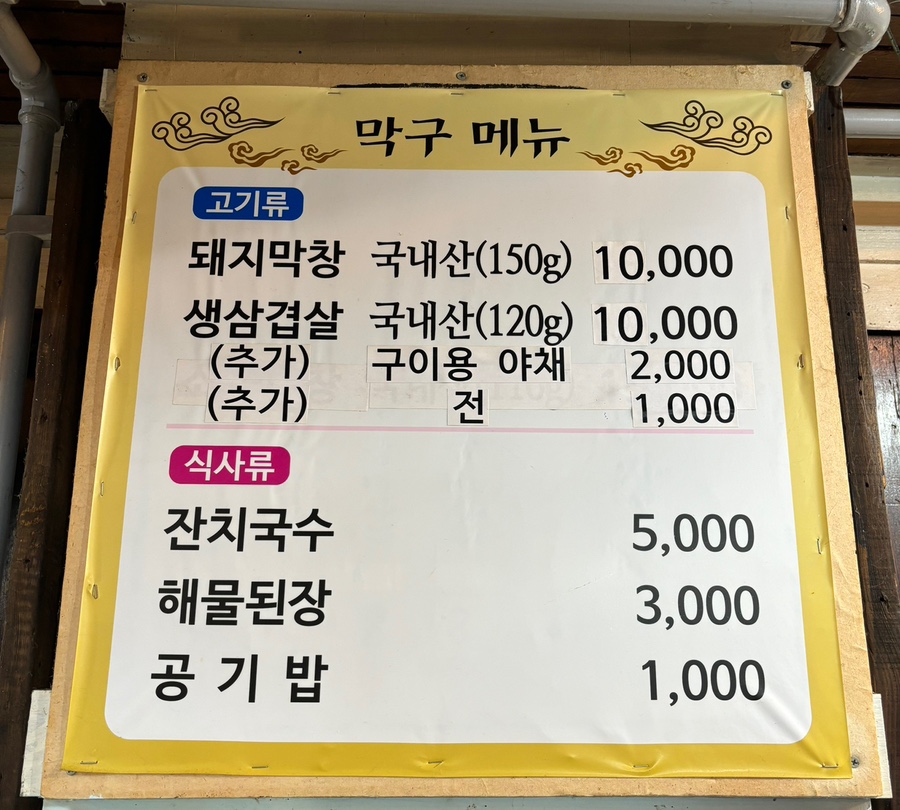 막구 메뉴
고기류
돼지막창 국내산(150g) 10,000
생삼겹살 국내산(120g) 10,000
(추가) 구이용 야채 2,000
(추가) 전 1,000
식사류
잔치국수 5,000
해물된장 3,000
공기밥 1,000